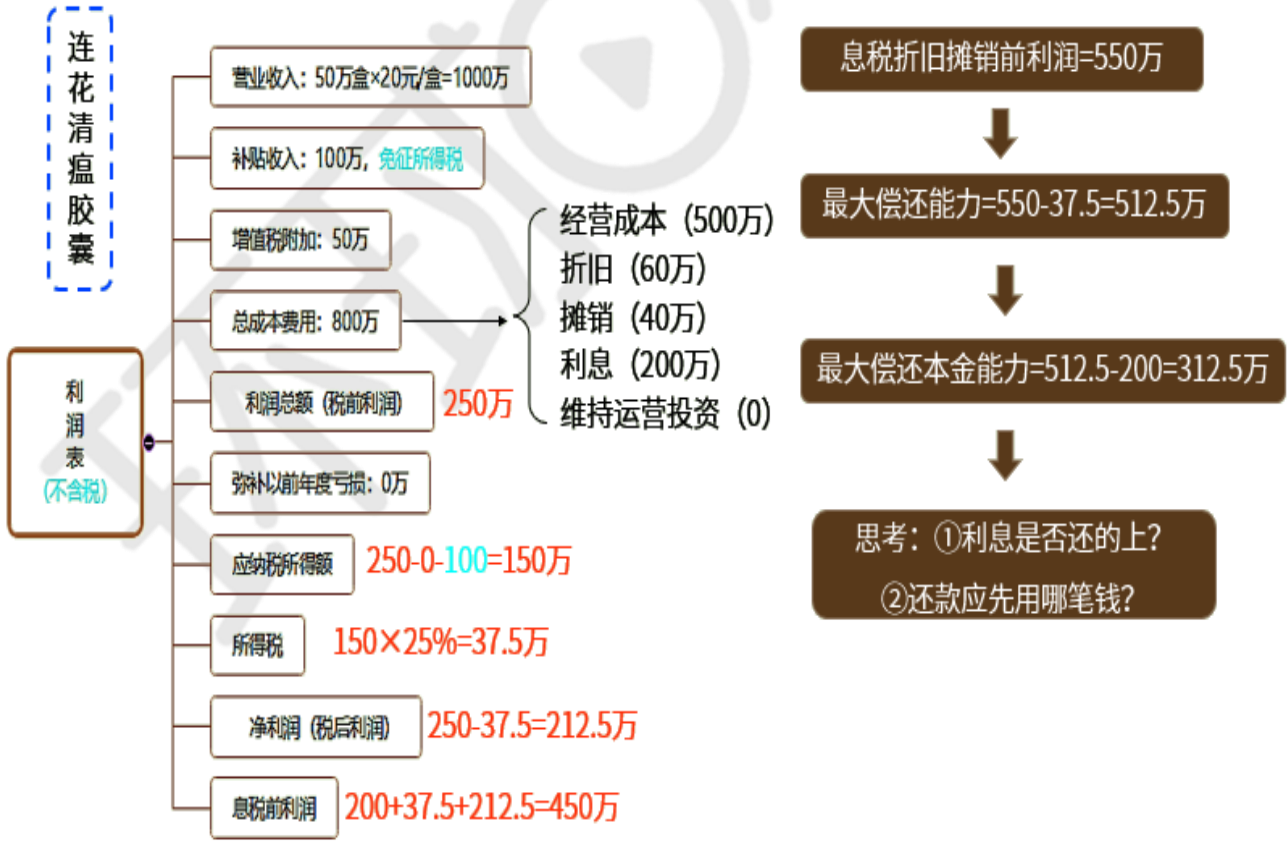 连花清瘟胶囊
利润表
(不含税)
营业收入：50万盒×20元/盒=1000万
补贴收入：100万，免征所得税
增值税附加：50万
总成本费用：800万
经营成本（500万）
折旧（60万）
摊销（40万）
利息（200万）
维持运营投资（0）
利润总额（税前利润） 250万
弥补以前年度亏损：0万
应纳税所得额 250-0-100=150万
所得税 150×25%=37.5万
净利润（税后利润） 250-37.5=212.5万
息税前利润 200+37.5+212.5=450万
息税折旧摊销前利润=550万
最大偿还能力=550-37.5=512.5万
最大偿还本金能力=512.5-200=312.5万
思考：①利息是否还的上？
②还款应先用哪笔钱？